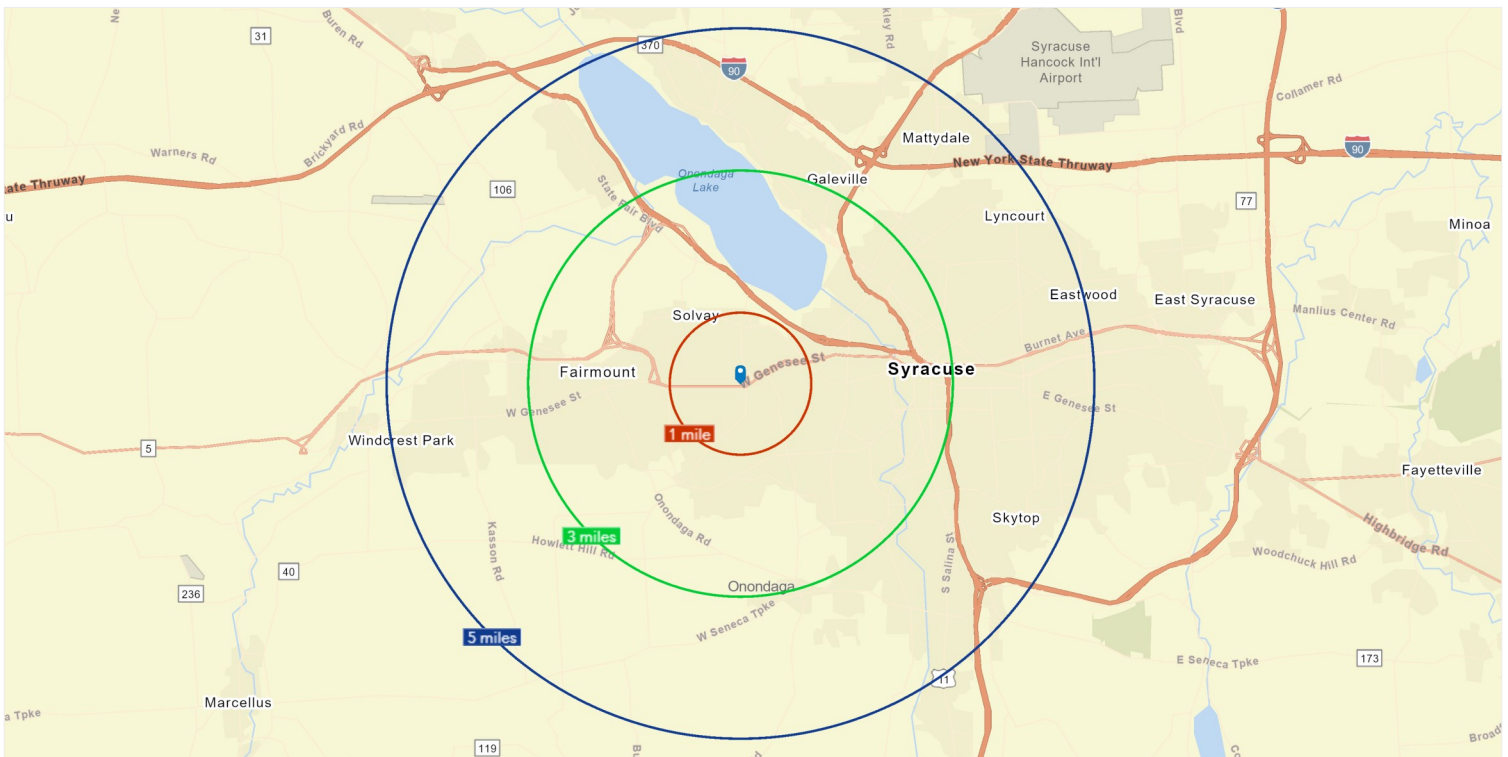 31
Buren Rd
370
90
Syracuse
Hancock Int'l
Airport
Blvd
Collamer Rd
Mattydale
90
New York State Thruway
Warners Rd
Brickyard Rd
ate Thruway
106
State Fair Blvd
Onondaga
Lake
Galeville
77
Lyncourt
Minoa
u
Eastwood
East Syracuse
Manlius Center Rd
Solvay
Burnet Ave
W Genesee St
Syracuse
Fairmount
W Genesee St
E Genesee St
1 mile
Windcrest Park
5
Fayetteville
Onondaga Rd
Skytop
Highbridge Rd
3 miles
Howlett Hill Rd
Kasson Rd
Woodchuck Hill Rd
40
236
Onondaga
S Salina St
W Seneca Tpke
5 miles
E Seneca Tpke
173
11
Marcellus
a Tpke
119